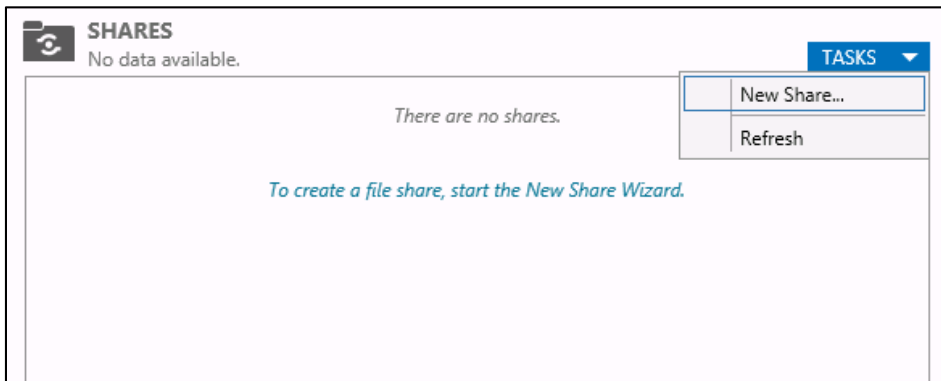 SHARES
No data available.
TASKS
New Share...
There are no shares.
Refresh
To create a file share, start the New Share Wizard.